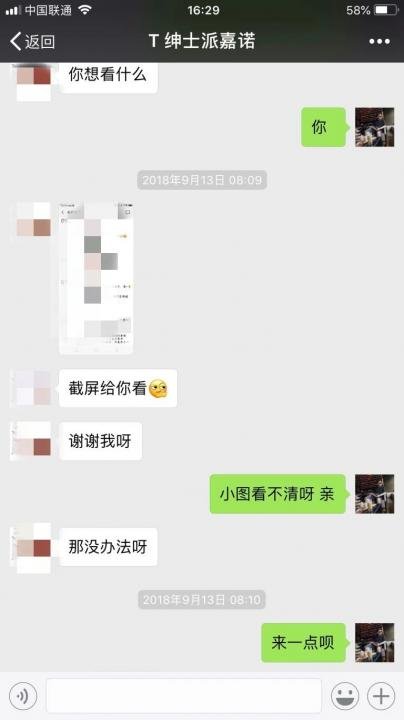 中国联通 16:29 58%
返回 T 绅士派嘉诺
你想看什么
你
2018年9月13日 08:09
截屏给你看
谢谢我呀
小图看不清呀 亲
那没办法呀
2018年9月13日 08:10
来一点呗